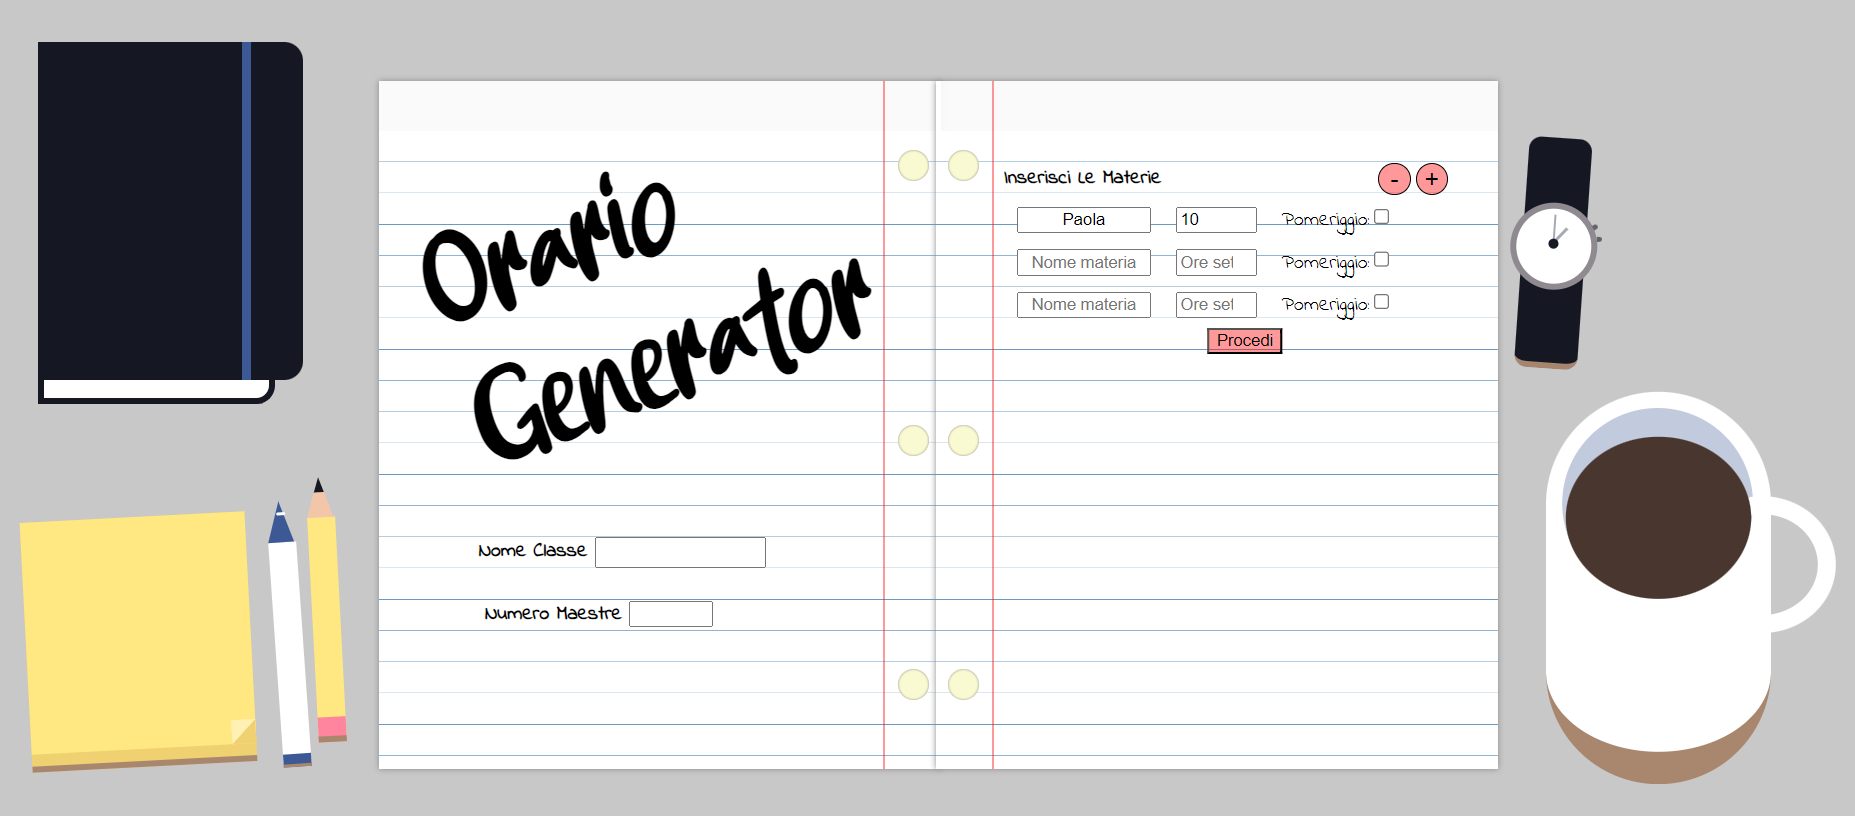 Orario
Generator
Nome Classe
Numero Maestre
Inserisci Le Materie
- +
Paola 10 Pomeriggio:
Nome materia Ore set Pomeriggio:
Nome materia Ore set Pomeriggio:
Procedi